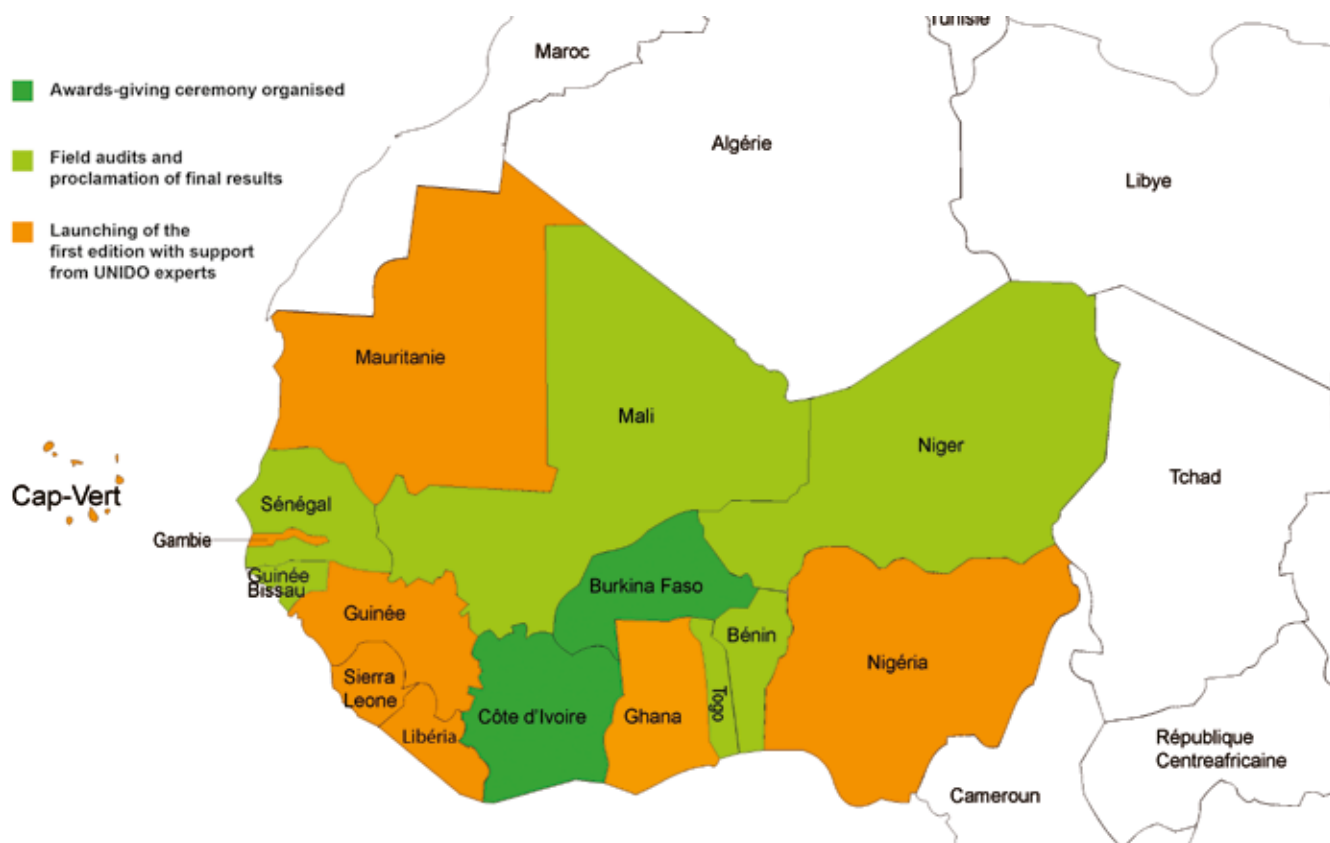 Tunisie
Maroc
Awards-giving ceremony organised
Algérie
Field audits and
proclamation of final results
Libye
Launching of the
first edition with support
from UNIDO experts
Mauritanie
Mali
Niger
Tchad
Cap-Vert
Sénégal
Gambie
Guinée
Bissau
Burkina Faso
Guinée
Bénin
Nigéria
Sierra
Leone
Togo
Côte d'Ivoire
Ghana
Libéria
République
Centreafricaine
Cameroun